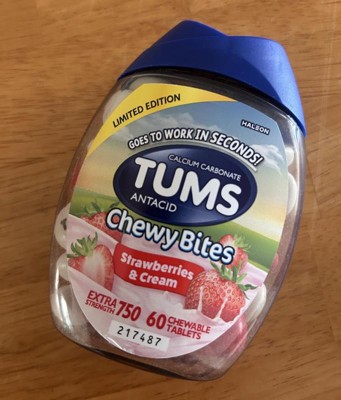 LIMITED EDITION
HALEON
GOES TO WORK IN SECONDS!
CALCIUM CARBONATE
TUMS
ANTACID
Chewy Bites
Strawberries
& Cream
EXTRA STRENGTH 750 60 CHEWABLE TABLETS
217487